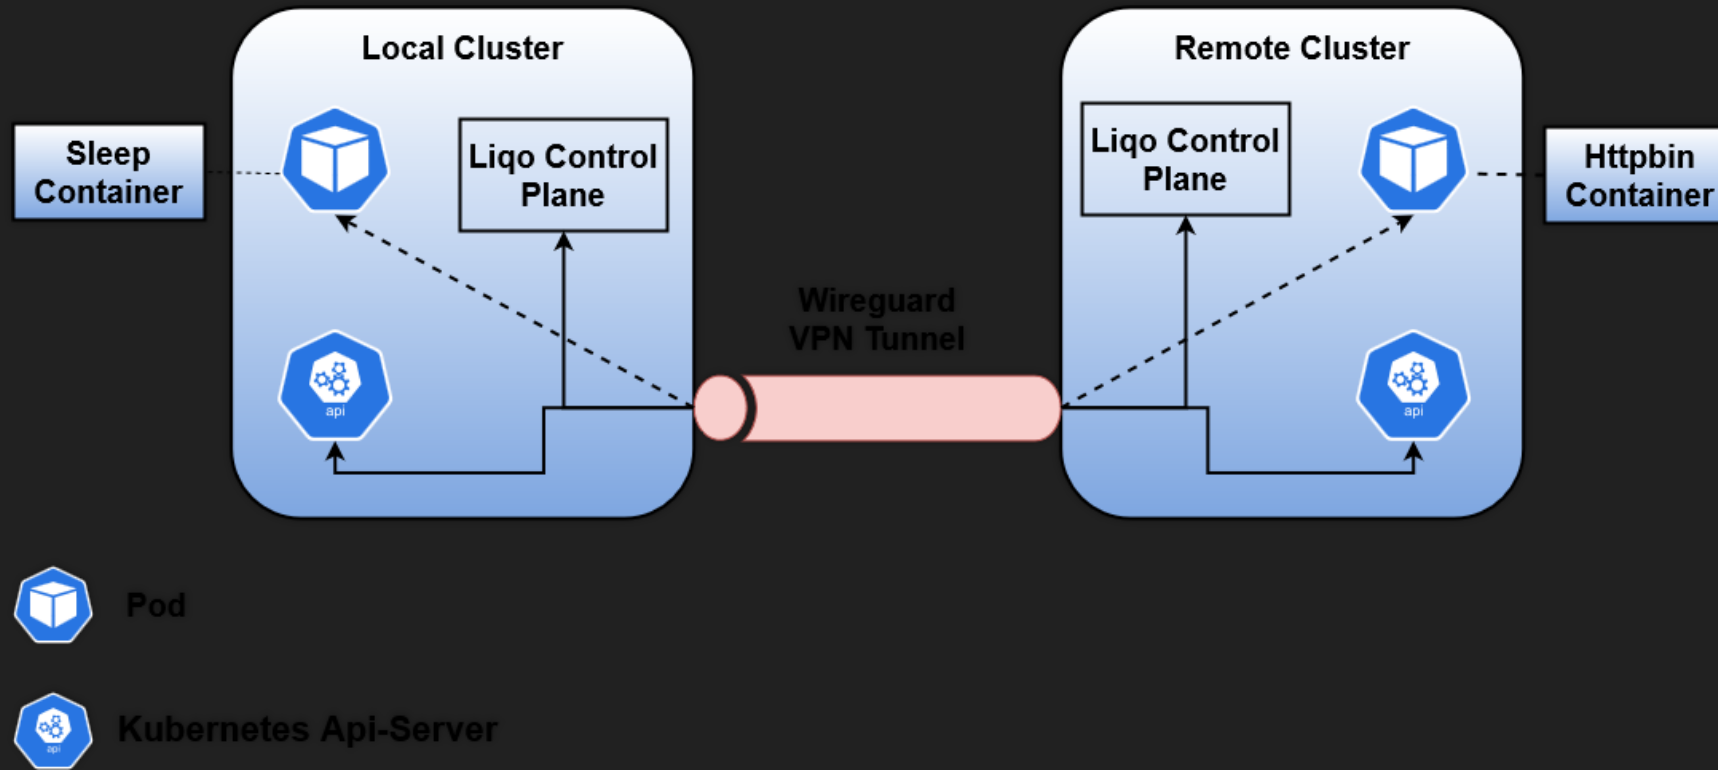 Local Cluster
Remote Cluster
Sleep
Container
Liqo Control
Plane
Liqo Control
Plane
Httpbin
Container
Wireguard
VPN Tunnel
api
api
Pod
Kubernetes Api-Server
api